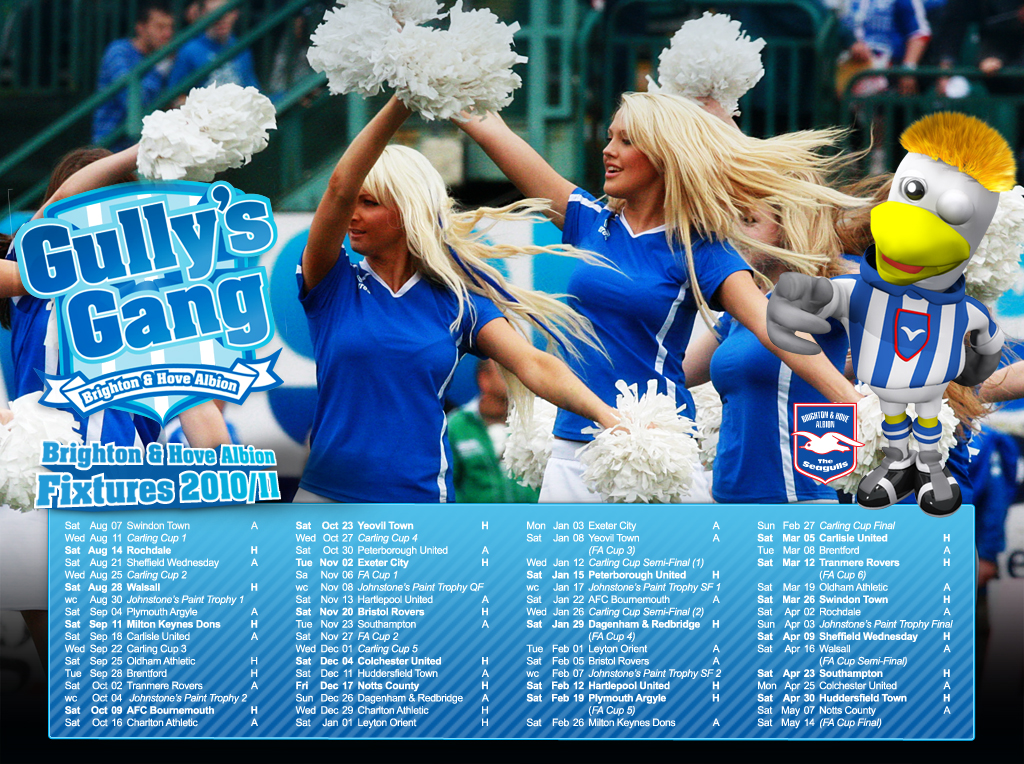 Gully's
Gang
Brighton & Hove Albion
Brighton & Hove Albion
Fixtures 2010/11
BRIGHTON & HOVE
ALBION
The
Seagulls
Sat Aug 07 Swindon Town A
Wed Aug 11 Carling Cup 1
Sat Aug 14 Rochdale H
Sat Aug 21 Sheffield Wednesday A
Wed Aug 25 Carling Cup 2
Sat Aug 28 Walsall H
wc Aug 30 Johnstone's Paint Trophy 1
Sat Sep 04 Plymouth Argyle A
Sat Sep 11 Milton Keynes Dons H
Sat Sep 18 Carlisle United A
Wed Sep 22 Carling Cup 3
Sat Sep 25 Oldham Athletic H
Tue Sep 28 Brentford H
Sat Oct 02 Tranmere Rovers A
wc Oct 04 Johnstone's Paint Trophy 2
Sat Oct 09 AFC Bournemouth H
Sat Oct 16 Charlton Athletic A
Sat Oct 23 Yeovil Town H
Wed Oct 27 Carling Cup 4
Sat Oct 30 Peterborough United A
Tue Nov 02 Exeter City H
Sa Nov 06 FA Cup 1
wc Nov 08 Johnstone's Paint Trophy QF
Sat Nov 13 Hartlepool United A
Sat Nov 20 Bristol Rovers H
Tue Nov 23 Southampton A
Sat Nov 27 FA Cup 2
Wed Dec 01 Carling Cup 5
Sat Dec 04 Colchester United H
Sat Dec 11 Huddersfield Town A
Fri Dec 17 Notts County H
Sun Dec 26 Dagenham & Redbridge A
Wed Dec 29 Charlton Athletic H
Sat Jan 01 Leyton Orient H
Mon Jan 03 Exeter City A
Sat Jan 08 Yeovil Town A
(FA Cup 3)
Wed Jan 12 Carling Cup Semi-Final (1)
Sat Jan 15 Peterborough United H
wc Jan 17 Johnstone's Paint Trophy SF 1
Sat Jan 22 AFC Bournemouth A
Wed Jan 26 Carling Cup Semi-Final (2)
Sat Jan 29 Dagenham & Redbridge H
(FA Cup 4)
Tue Feb 01 Leyton Orient A
Sat Feb 05 Bristol Rovers A
wc Feb 07 Johnstone's Paint Trophy SF 2
Sat Feb 12 Hartlepool United H
Sat Feb 19 Plymouth Argyle H
(FA Cup 5)
Sat Feb 26 Milton Keynes Dons A
Sun Feb 27 Carling Cup Final
Sat Mar 05 Carlisle United H
Tue Mar 08 Brentford A
Sat Mar 12 Tranmere Rovers H
(FA Cup 6)
Sat Mar 19 Oldham Athletic A
Sat Mar 26 Swindon Town H
Sat Apr 02 Rochdale A
Sun Apr 03 Johnstone's Paint Trophy Final
Sat Apr 09 Sheffield Wednesday H
Sat Apr 16 Walsall A
(FA Cup Semi-Final)
Sat Apr 23 Southampton H
Mon Apr 25 Colchester United A
Sat Apr 30 Huddersfield Town H
Sat May 07 Notts County A
Sat May 14 (FA Cup Final)